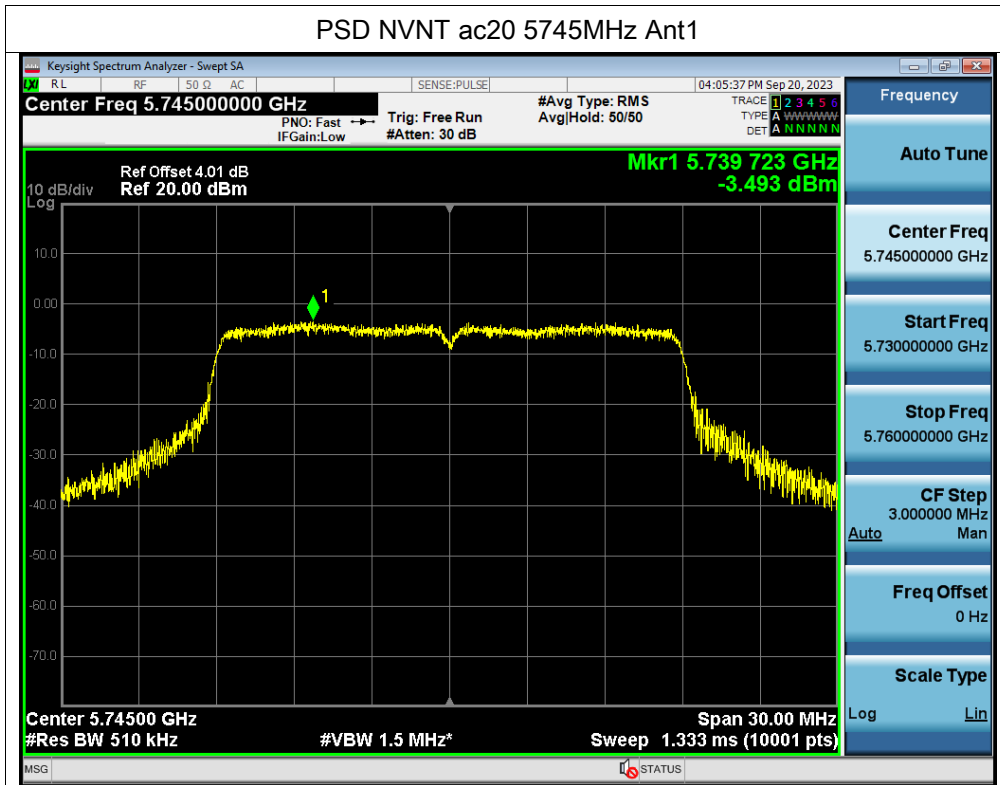 PSD NVNT ac20 5745MHz Ant1
Keysight Spectrum Analyzer - Swept SA
LXI RL RF 50 Ω AC SENSE:PULSE 04:05:37 PM Sep 20, 2023
Center Freq 5.745000000 GHz #Avg Type: RMS TRACE 1 2 3 4 5 6
PNO: Fast Trig: Free Run Avg|Hold: 50/50 TYPE A WWWWW
IFGain:Low #Atten: 30 dB DET A N N N N N
Mkr1 5.739 723 GHz
-3.493 dBm
Ref Offset 4.01 dB
10 dB/div Ref 20.00 dBm
Log
10.0
1
0.00
-10.0
-20.0
-30.0
-40.0
-50.0
-60.0
-70.0
Center 5.74500 GHz Span 30.00 MHz
#Res BW 510 kHz #VBW 1.5 MHz* Sweep 1.333 ms (10001 pts)
MSG STATUS
Frequency
Auto Tune
Center Freq
5.745000000 GHz
Start Freq
5.730000000 GHz
Stop Freq
5.760000000 GHz
CF Step
3.000000 MHz
Auto Man
Freq Offset
0 Hz
Scale Type
Log Lin